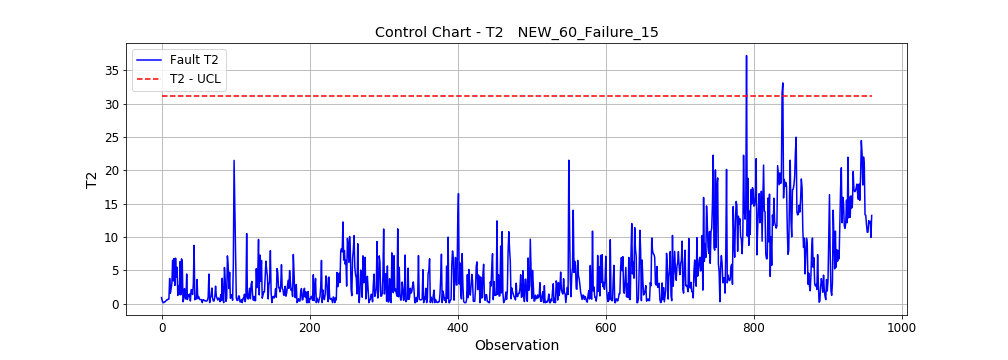 Control Chart - T2   NEW_60_Failure_15
Fault T2
T2 - UCL
35
30
25
20
15
10
5
0
T2
0 200 400 600 800 1000
Observation